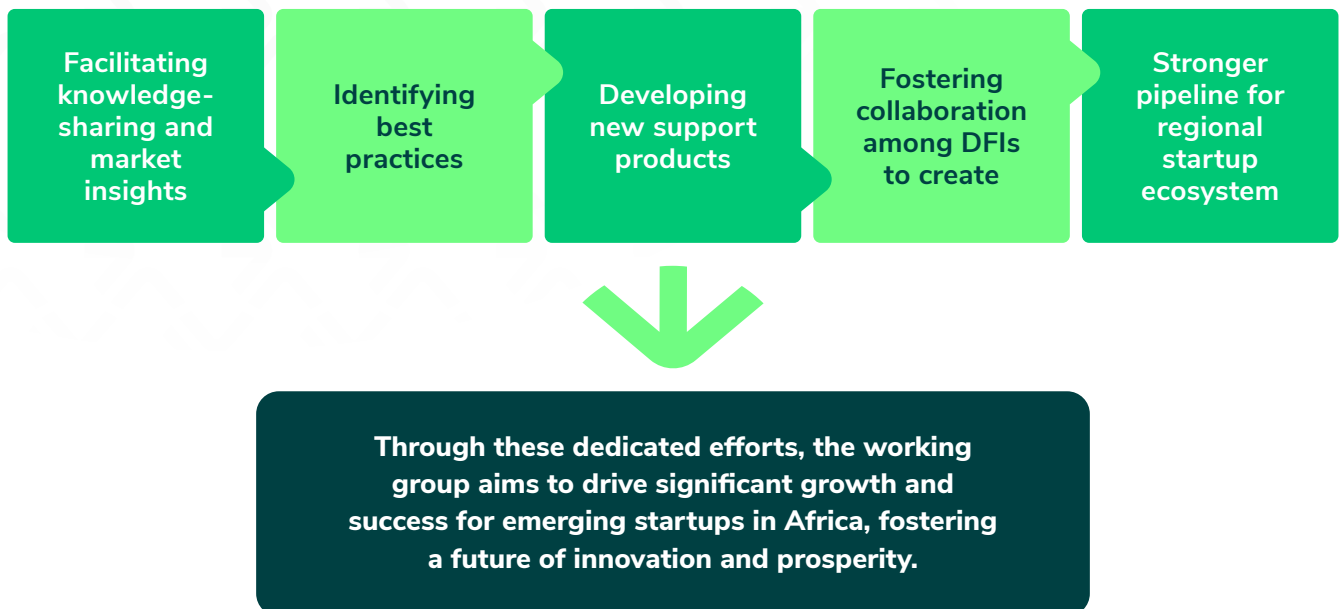 Facilitating
knowledge-
sharing and
market
insights
Identifying
best
practices
Developing
new support
products
Fostering
collaboration
among DFIs
to create
Stronger
pipeline for
regional
startup
ecosystem
Through these dedicated efforts, the working
group aims to drive significant growth and
success for emerging startups in Africa, fostering
a future of innovation and prosperity.